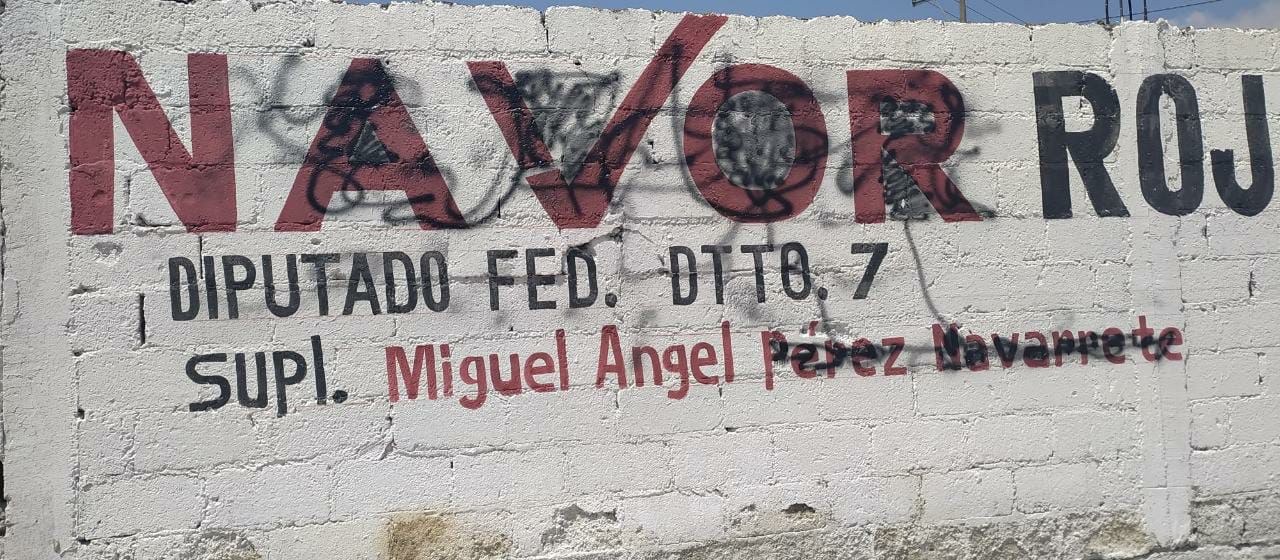 NAVOR ROJ
DIPUTADO FED. DTTO. 7
SUPl. Miguel Angel Pérez Navarrete